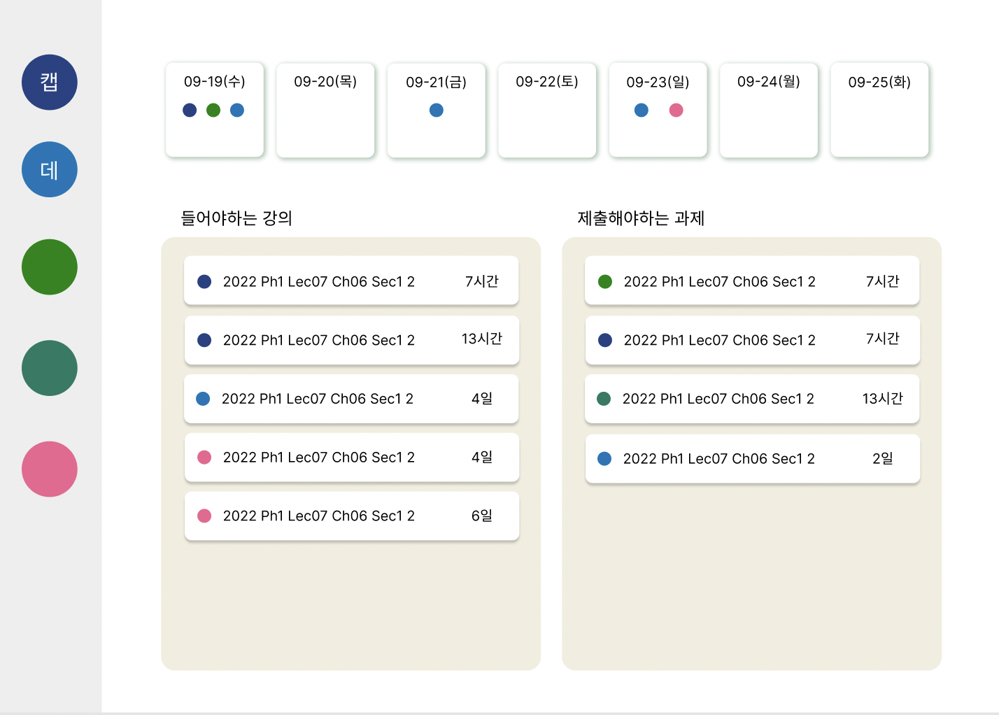 캡
데
09-19(수)
09-20(목)
09-21(금)
09-22(토)
09-23(일)
09-24(월)
09-25(화)
들어야하는 강의
2022 Ph1 Lec07 Ch06 Sec1 2 7시간
2022 Ph1 Lec07 Ch06 Sec1 2 13시간
2022 Ph1 Lec07 Ch06 Sec1 2 4일
2022 Ph1 Lec07 Ch06 Sec1 2 4일
2022 Ph1 Lec07 Ch06 Sec1 2 6일
제출해야하는 과제
2022 Ph1 Lec07 Ch06 Sec1 2 7시간
2022 Ph1 Lec07 Ch06 Sec1 2 7시간
2022 Ph1 Lec07 Ch06 Sec1 2 13시간
2022 Ph1 Lec07 Ch06 Sec1 2 2일